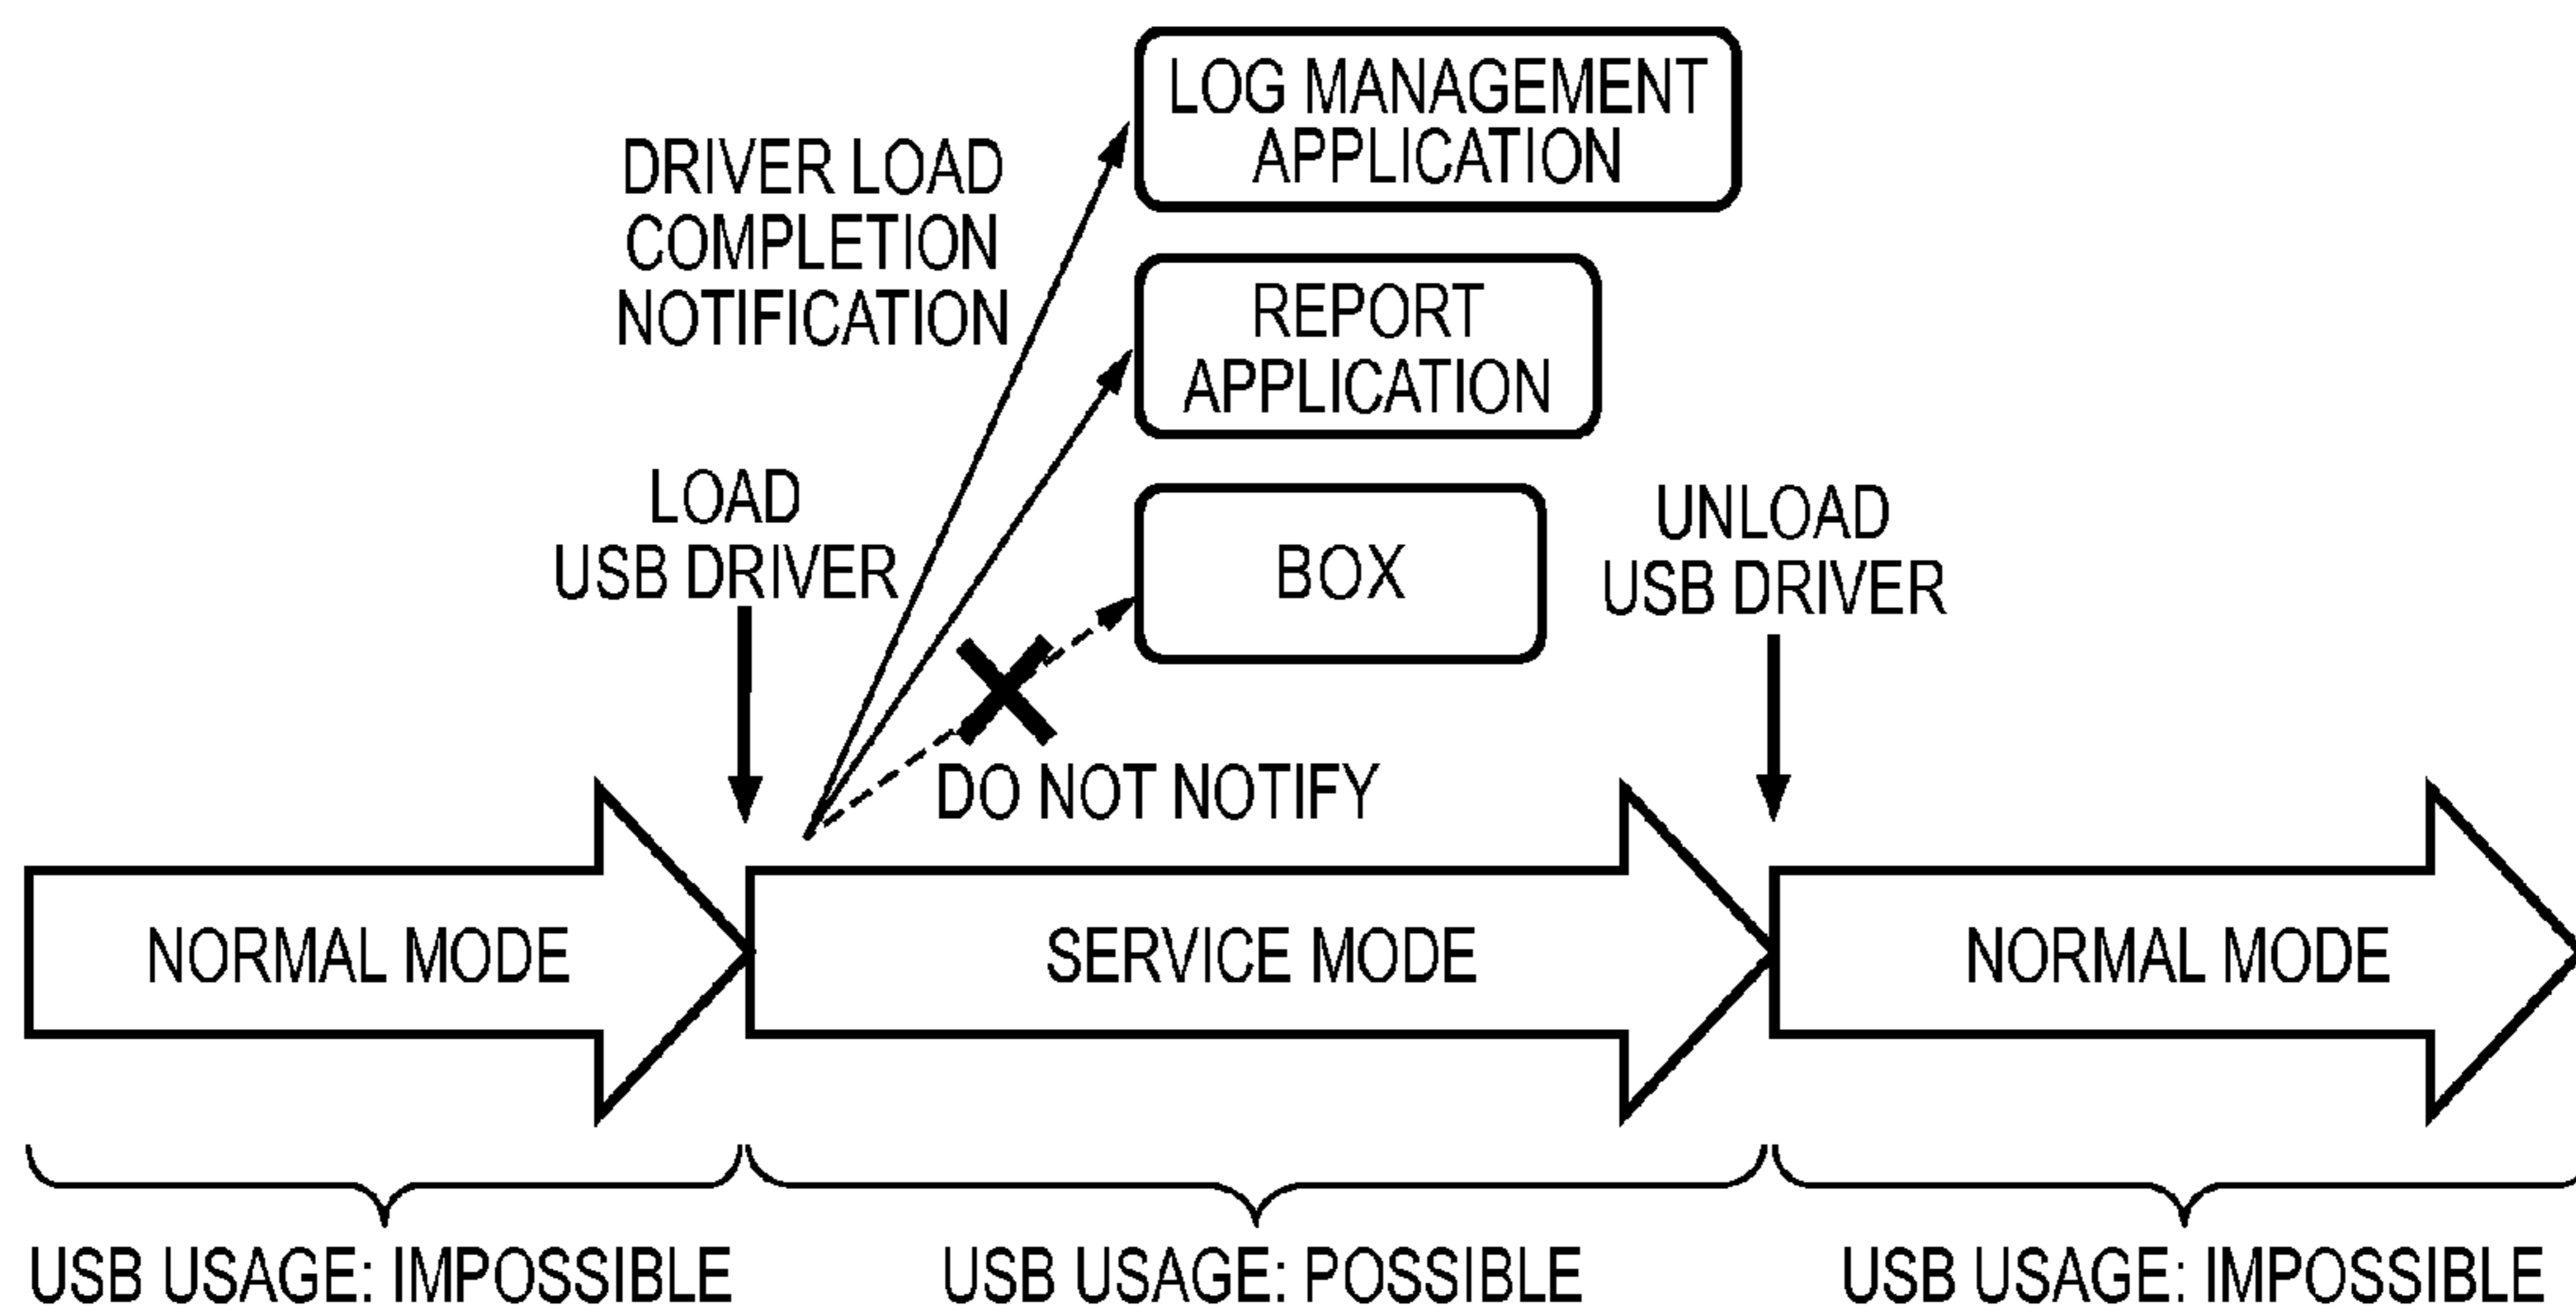 LOG MANAGEMENT
APPLICATION
DRIVER LOAD
COMPLETION
NOTIFICATION
REPORT
APPLICATION
LOAD
USB DRIVER
BOX
UNLOAD
USB DRIVER
DO NOT NOTIFY
NORMAL MODE
SERVICE MODE
NORMAL MODE
USB USAGE: IMPOSSIBLE
USB USAGE: POSSIBLE
USB USAGE: IMPOSSIBLE